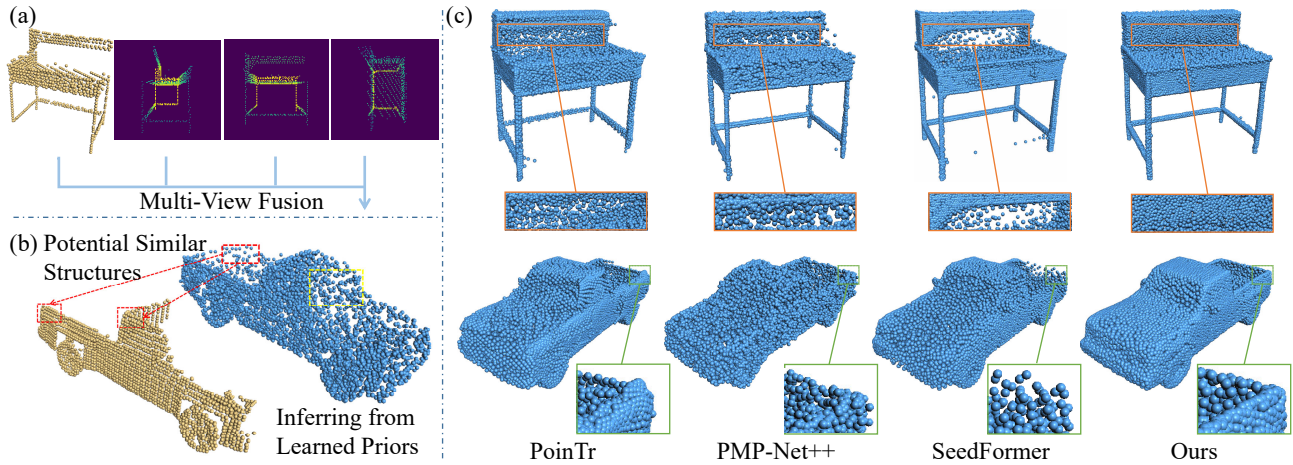 (a)
Multi-View Fusion
(b)
Potential Similar
Structures
Inferring from
Learned Priors
(c)
PoinTr
PMP-Net++
SeedFormer
Ours